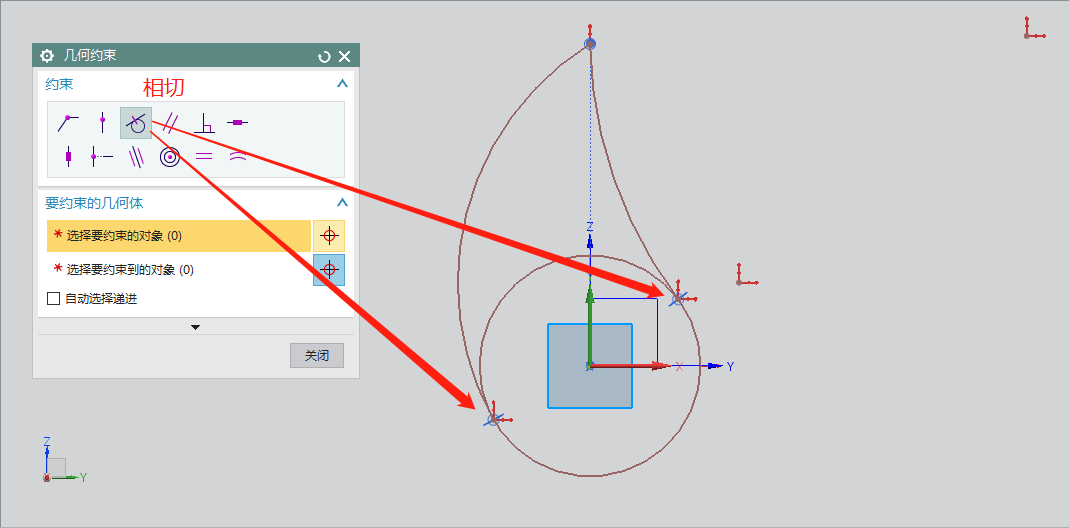 几何约束
约束
相切
要约束的几何体
* 选择要约束的对象 (0)
* 选择要约束到的对象 (0)
自动选择递进
关闭
Z
X
Y
Z
Y